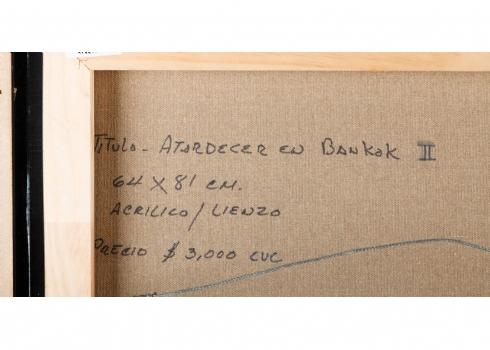 Titulo - ATARDECER EN BANKOK II
64 X 81 CM.
ACRILICO / LIENZO
PRECIO $ 3,000 CUC